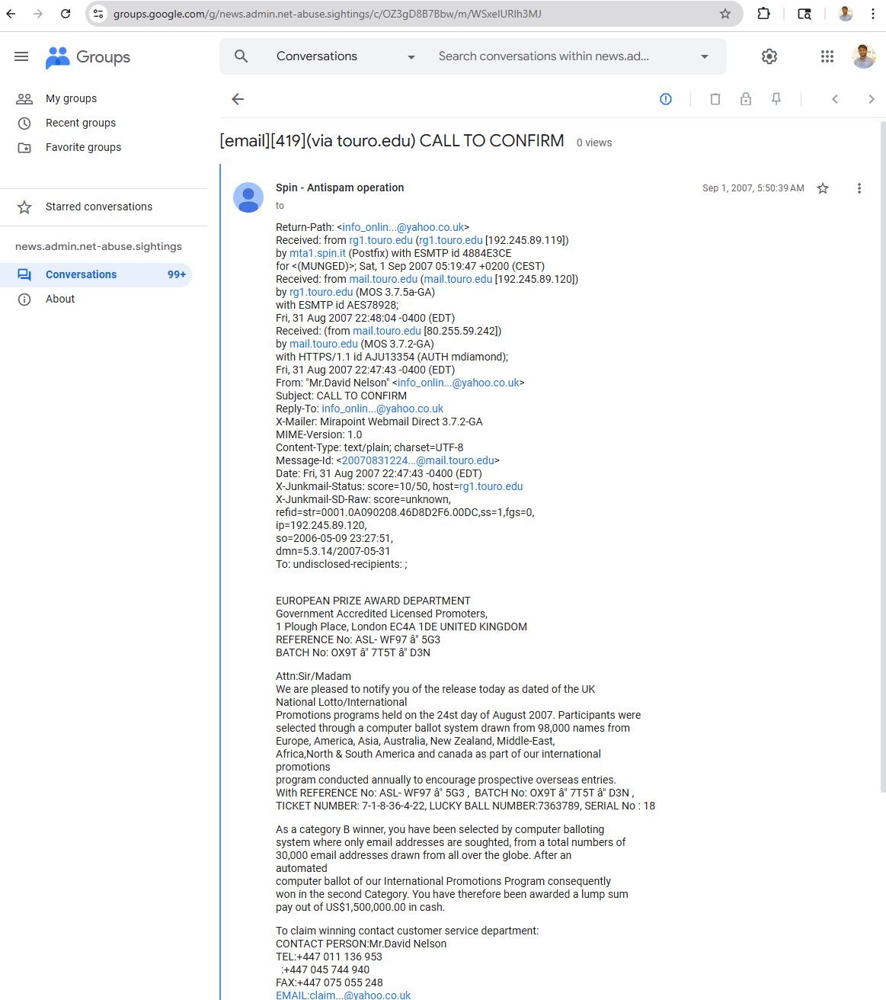 groups.google.com/g/news.admin.net-abuse.sightings/c/OZ3gD8B7Bbw/m/WSxelURIh3MJ
Groups
Conversations
Search conversations within news.ad...
My groups
Recent groups
Favorite groups
Starred conversations
news.admin.net-abuse.sightings
Conversations 99+
About
[email][419](via touro.edu) CALL TO CONFIRM 0 views
Spin - Antispam operation
Sep 1, 2007, 5:50:39 AM
to
Return-Path: <info_onlin...@yahoo.co.uk>
Received: from rg1.touro.edu (rg1.touro.edu [192.245.89.119])
by mta1.spin.it (Postfix) with ESMTP id 4884E3CE
for <(MUNGED)>; Sat, 1 Sep 2007 05:19:47 +0200 (CEST)
Received: from mail.touro.edu (mail.touro.edu [192.245.89.120])
by rg1.touro.edu (MOS 3.7.5a-GA)
with ESMTP id AES78928;
Fri, 31 Aug 2007 22:48:04 -0400 (EDT)
Received: (from mail.touro.edu [80.255.59.242])
by mail.touro.edu (MOS 3.7.2-GA)
with HTTPS/1.1 id AJU13354 (AUTH mdiamond);
Fri, 31 Aug 2007 22:47:43 -0400 (EDT)
From: "Mr.David Nelson" <info_onlin...@yahoo.co.uk>
Subject: CALL TO CONFIRM
Reply-To: info_onlin...@yahoo.co.uk
X-Mailer: Mirapoint Webmail Direct 3.7.2-GA
MIME-Version: 1.0
Content-Type: text/plain; charset=UTF-8
Message-Id: <20070831224...@mail.touro.edu>
Date: Fri, 31 Aug 2007 22:47:43 -0400 (EDT)
X-Junkmail-Status: score=10/50, host=rg1.touro.edu
X-Junkmail-SD-Raw: score=unknown,
refid=str=0001.0A090208.46D8D2F6.00DC,ss=1,fgs=0,
ip=192.245.89.120,
so=2006-05-09 23:27:51,
dmn=5.3.14/2007-05-31
To: undisclosed-recipients: ;
EUROPEAN PRIZE AWARD DEPARTMENT
Government Accredited Licensed Promoters,
1 Plough Place, London EC4A 1DE UNITED KINGDOM
REFERENCE No: ASL- WF97 â" 5G3
BATCH No: OX9T â" 7T5T â" D3N
Attn:Sir/Madam
We are pleased to notify you of the release today as dated of the UK
National Lotto/International
Promotions programs held on the 24st day of August 2007. Participants were
selected through a computer ballot system drawn from 98,000 names from
Europe, America, Asia, Australia, New Zealand, Middle-East,
Africa,North & South America and canada as part of our international
promotions
program conducted annually to encourage prospective overseas entries.
With REFERENCE No: ASL- WF97 â" 5G3 , BATCH No: OX9T â" 7T5T â" D3N ,
TICKET NUMBER: 7-1-8-36-4-22, LUCKY BALL NUMBER:7363789, SERIAL No : 18
As a category B winner, you have been selected by computer balloting
system where only email addresses are soughted, from a total numbers of
30,000 email addresses drawn from all over the globe. After an
automated
computer ballot of our International Promotions Program consequently
won in the second Category. You have therefore been awarded a lump sum
pay out of US$1,500,000.00 in cash.
To claim winning contact customer service department:
CONTACT PERSON:Mr.David Nelson
TEL:+447 011 136 953
:+447 045 744 940
FAX:+447 075 055 248
EMAIL:claim...@yahoo.co.uk